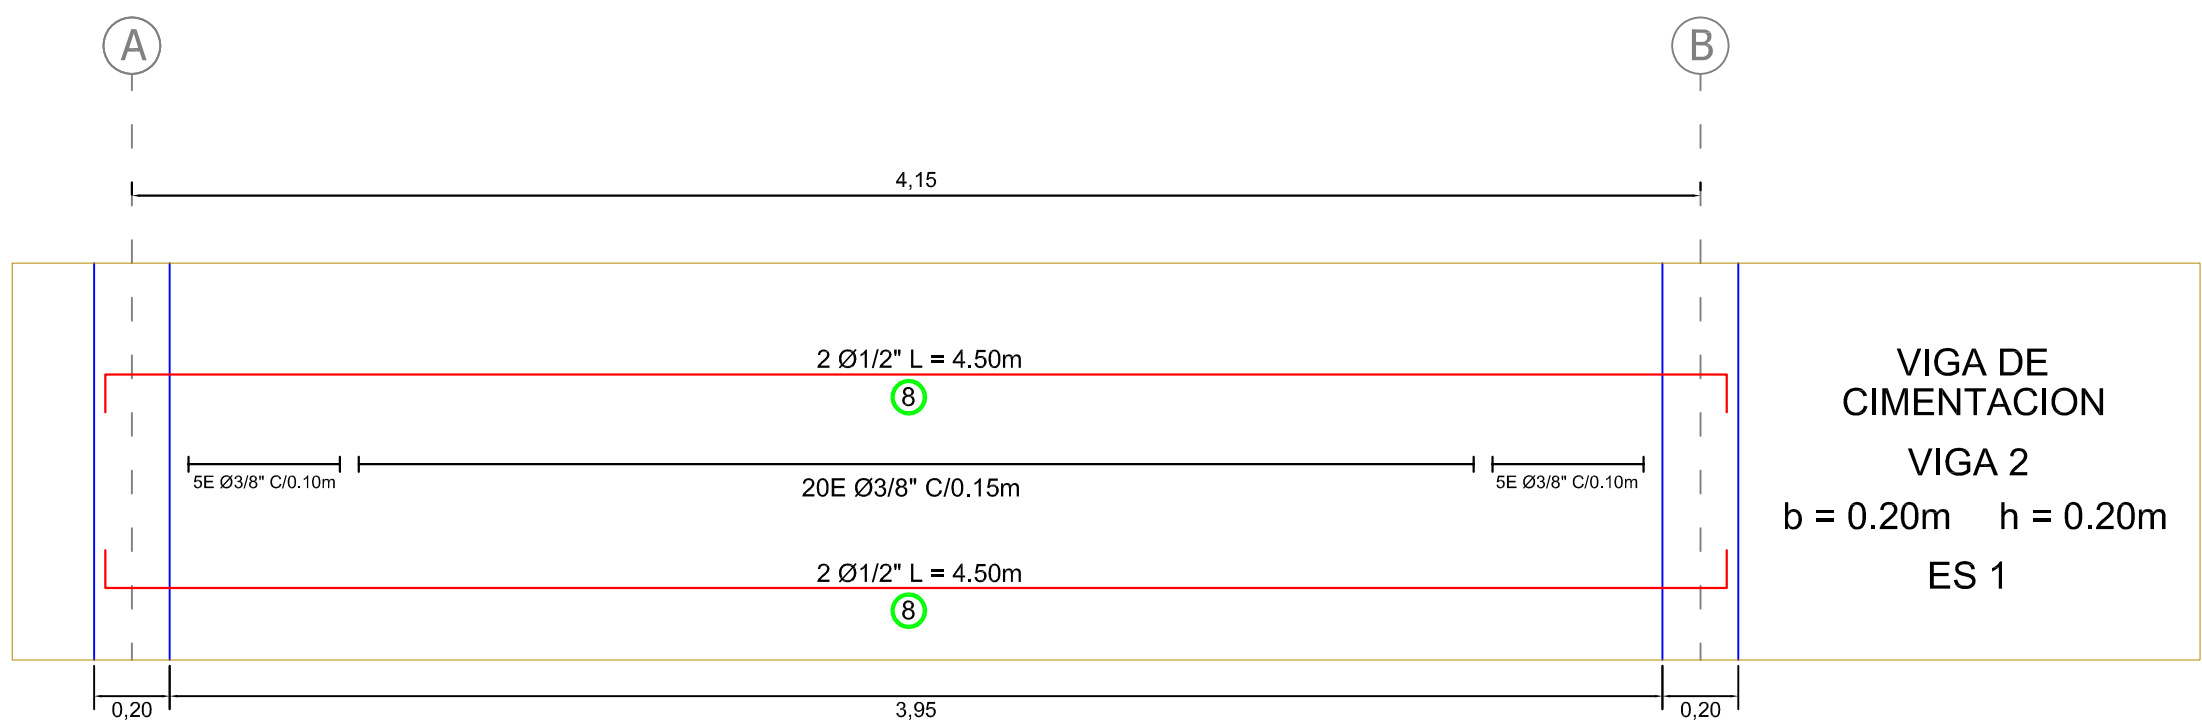 A
B
4,15
2 Ø1/2" L = 4.50m
8
5E Ø3/8" C/0.10m
20E Ø3/8" C/0.15m
5E Ø3/8" C/0.10m
2 Ø1/2" L = 4.50m
8
VIGA DE
CIMENTACION
VIGA 2
b = 0.20m h = 0.20m
ES 1
0,20
3,95
0,20